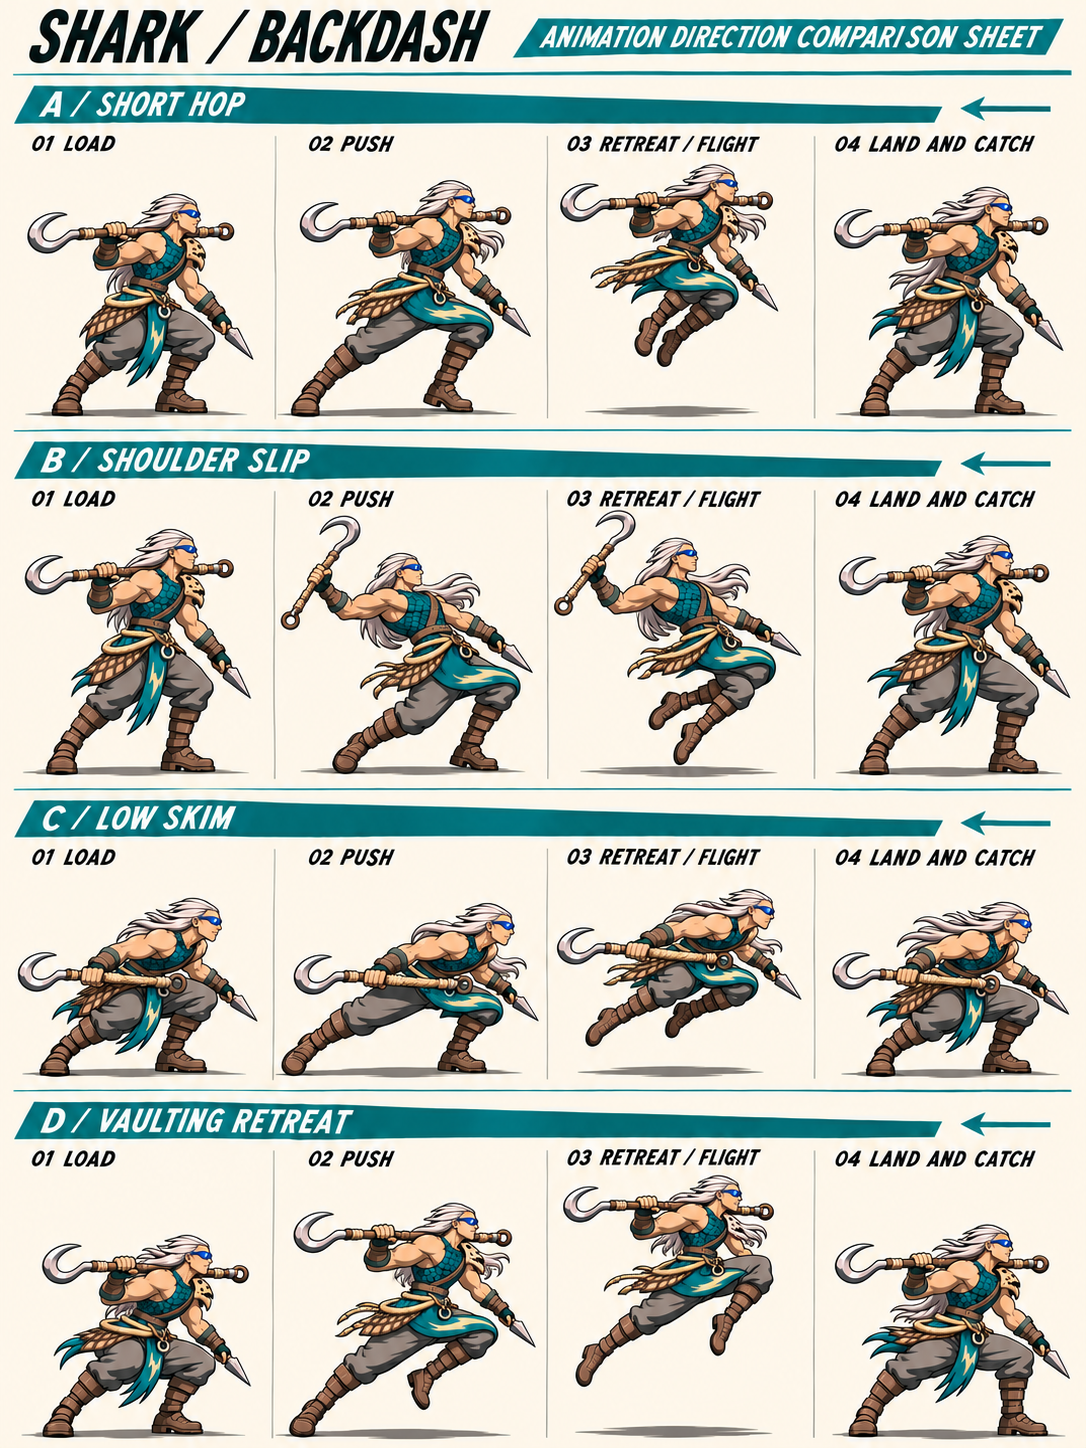 SHARK / BACKDASH
ANIMATION DIRECTION COMPARISON SHEET
A / SHORT HOP
01 LOAD
02 PUSH
03 RETREAT / FLIGHT
04 LAND AND CATCH
B / SHOULDER SLIP
01 LOAD
02 PUSH
03 RETREAT / FLIGHT
04 LAND AND CATCH
C / LOW SKIM
01 LOAD
02 PUSH
03 RETREAT / FLIGHT
04 LAND AND CATCH
D / VAULTING RETREAT
01 LOAD
02 PUSH
03 RETREAT / FLIGHT
04 LAND AND CATCH